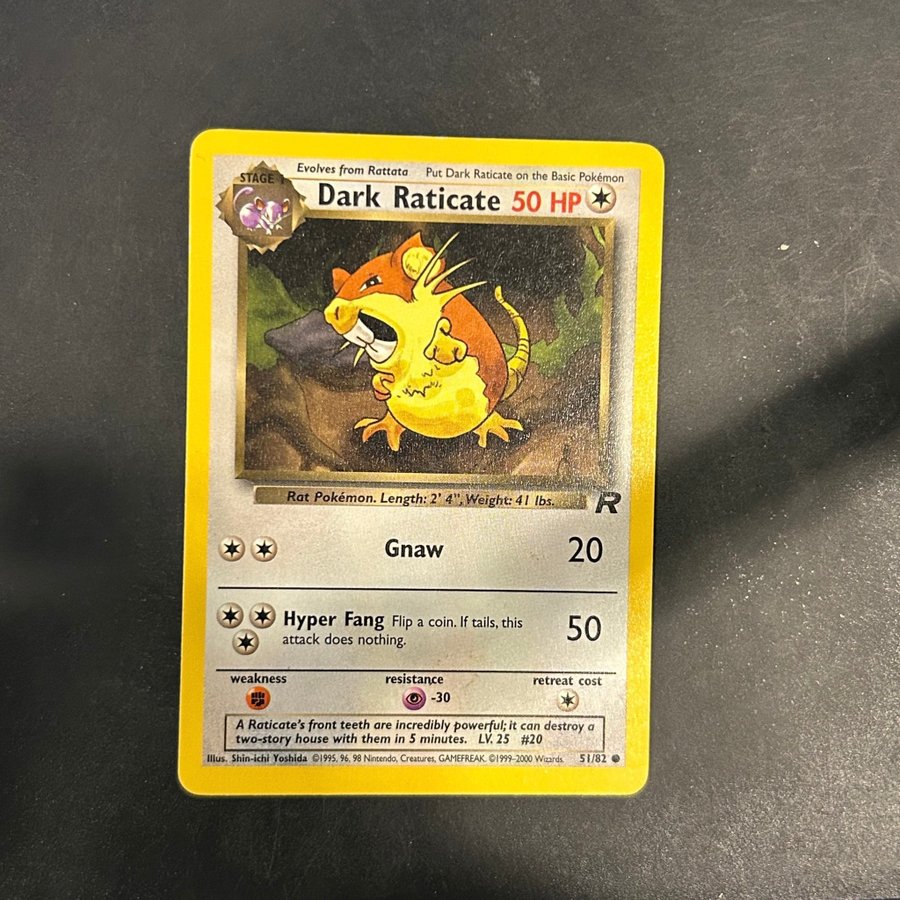 Evolves from Rattata Put Dark Raticate on the Basic Pokémon
STAGE 1
Dark Raticate 50 HP
Rat Pokémon. Length: 2' 4", Weight: 41 lbs.
R
Gnaw 20
Hyper Fang Flip a coin. If tails, this
attack does nothing.
50
weakness resistance retreat cost
-30
A Raticate's front teeth are incredibly powerful; it can destroy a
two-story house with them in 5 minutes. LV. 25 #20
Illus. Shin-ichi Yoshida ©1995, 96, 98 Nintendo, Creatures, GAMEFREAK. ©1999-2000 Wizards. 51/82